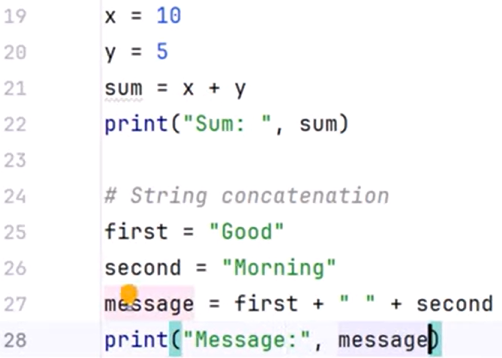 19 x = 10
20 y = 5
21 sum = x + y
22 print("Sum: ", sum)
23
24 # String concatenation
25 first = "Good"
26 second = "Morning"
27 message = first + " " + second
28 print("Message:", message)